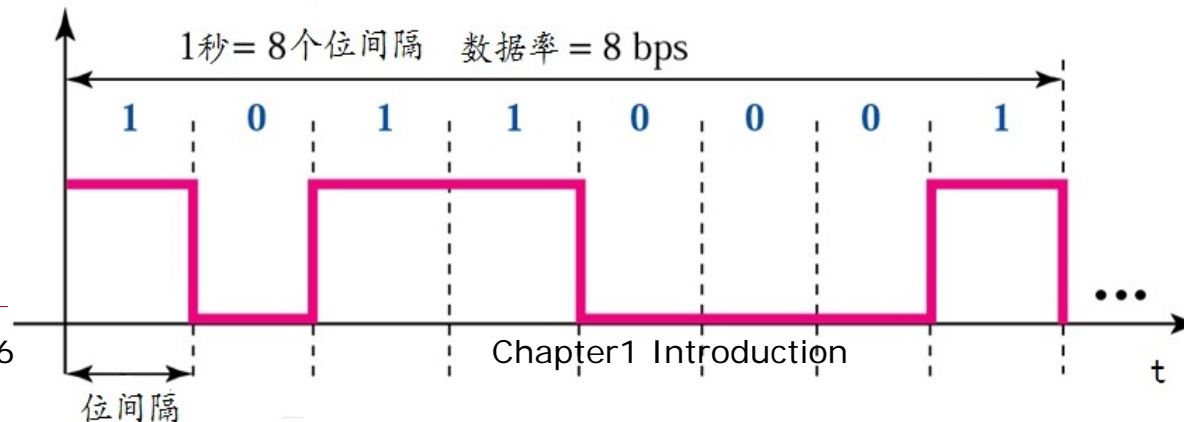 1秒= 8个位间隔 数据率 = 8 bps
1 0 1 1 0 0 0 1
...
6 Chapter1 Introduction
t
位间隔